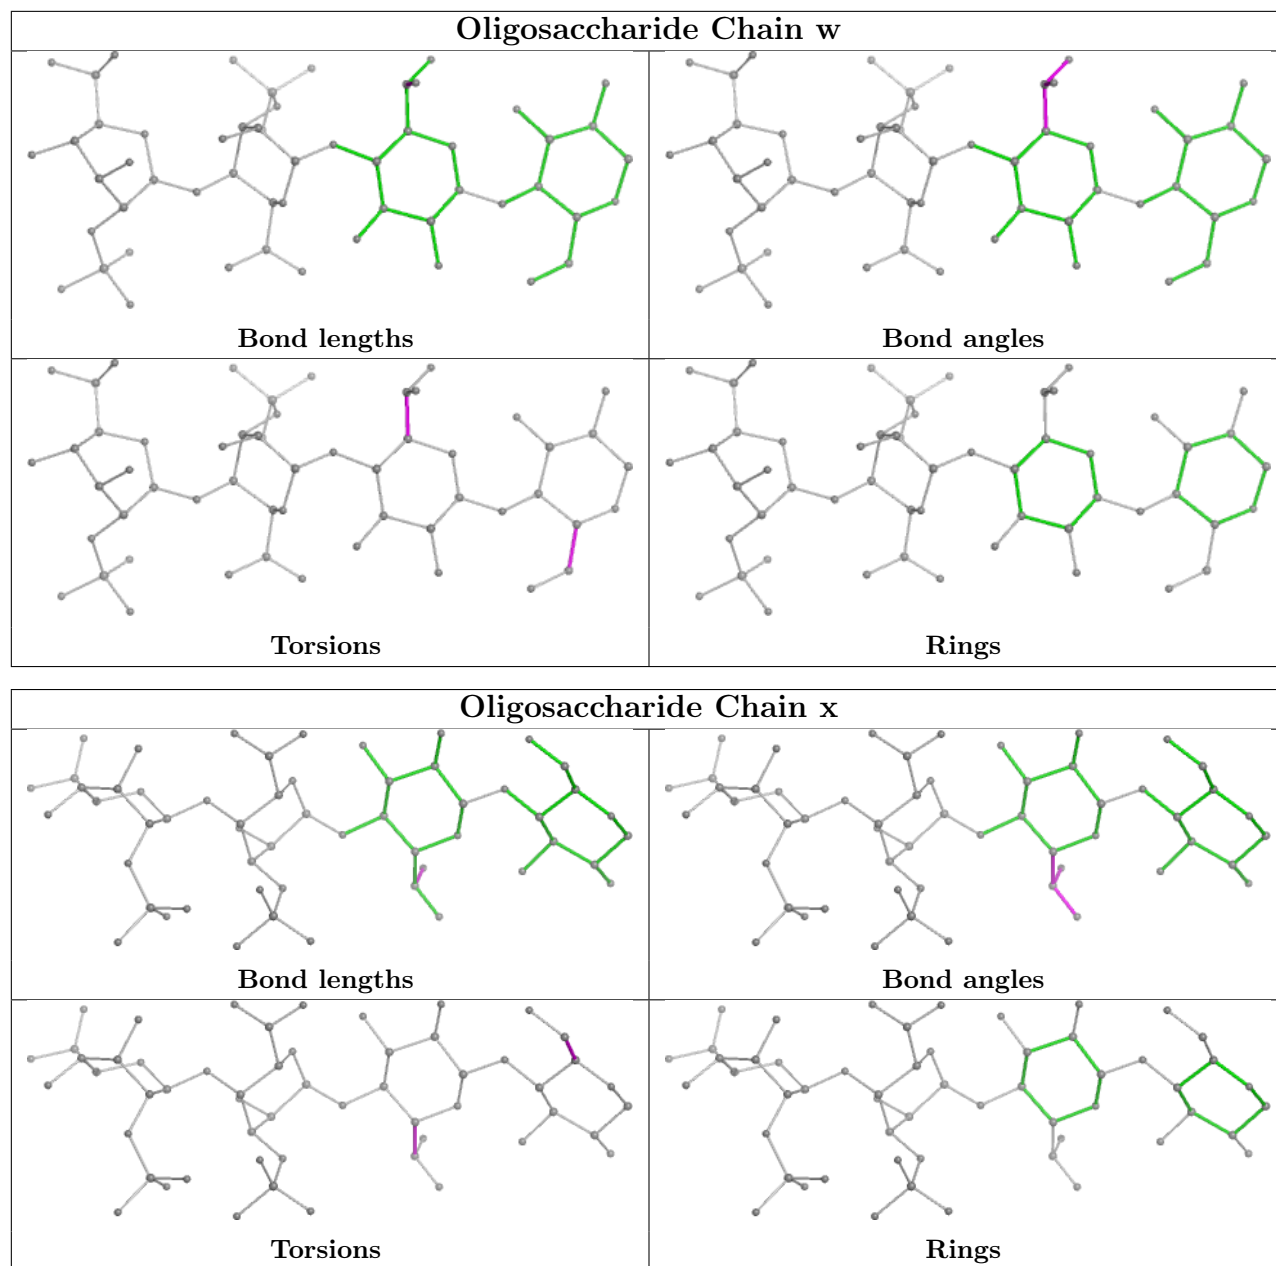 Oligosaccharide Chain w
Bond lengths
Bond angles
Torsions
Rings
Oligosaccharide Chain x
Bond lengths
Bond angles
Torsions
Rings